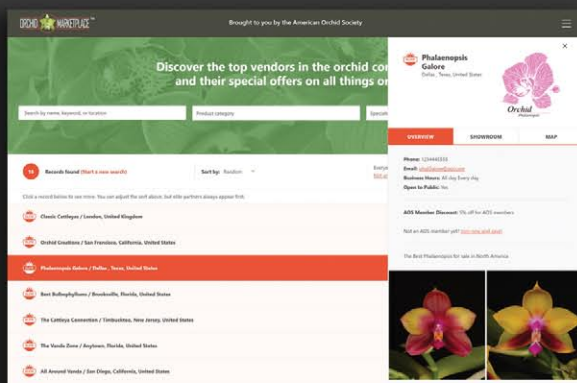 ORCHID MARKETPLACE
Brought to you by the American Orchid Society
Discover the top vendors in the orchid co
and their special offers on all things or
Search by name, keyword, or location
Product category
Records found (Start a new search)
Sort by: Random
Click a record below to see more. You can adjust the sort above, but elite partners always appear first.
Classic Cattleyas / London, United Kingdom
Orchid Creations / San Francisco, California, United States
Phalaenopsis Galore / Dallas , Texas, United States
Best Bulbophyllums / Brooksville, Florida, United States
The Cattleya Connection / Timbuktoo, New Jersey, United States
The Vanda Zone / Anytown, Florida, United States
All Around Vanda / San Diego, California, United States
Phalaenopsis
Galore
Dallas , Texas, United States
Orchid
OVERVIEW
SHOWROOM
MAP
Phone:
Email:
Business Hours: All day Every day
Open to Public: Yes
AOS Member Discount: 5% off for AOS members
Not an AOS member yet?
The Best Phalaenopsis for sale in North America